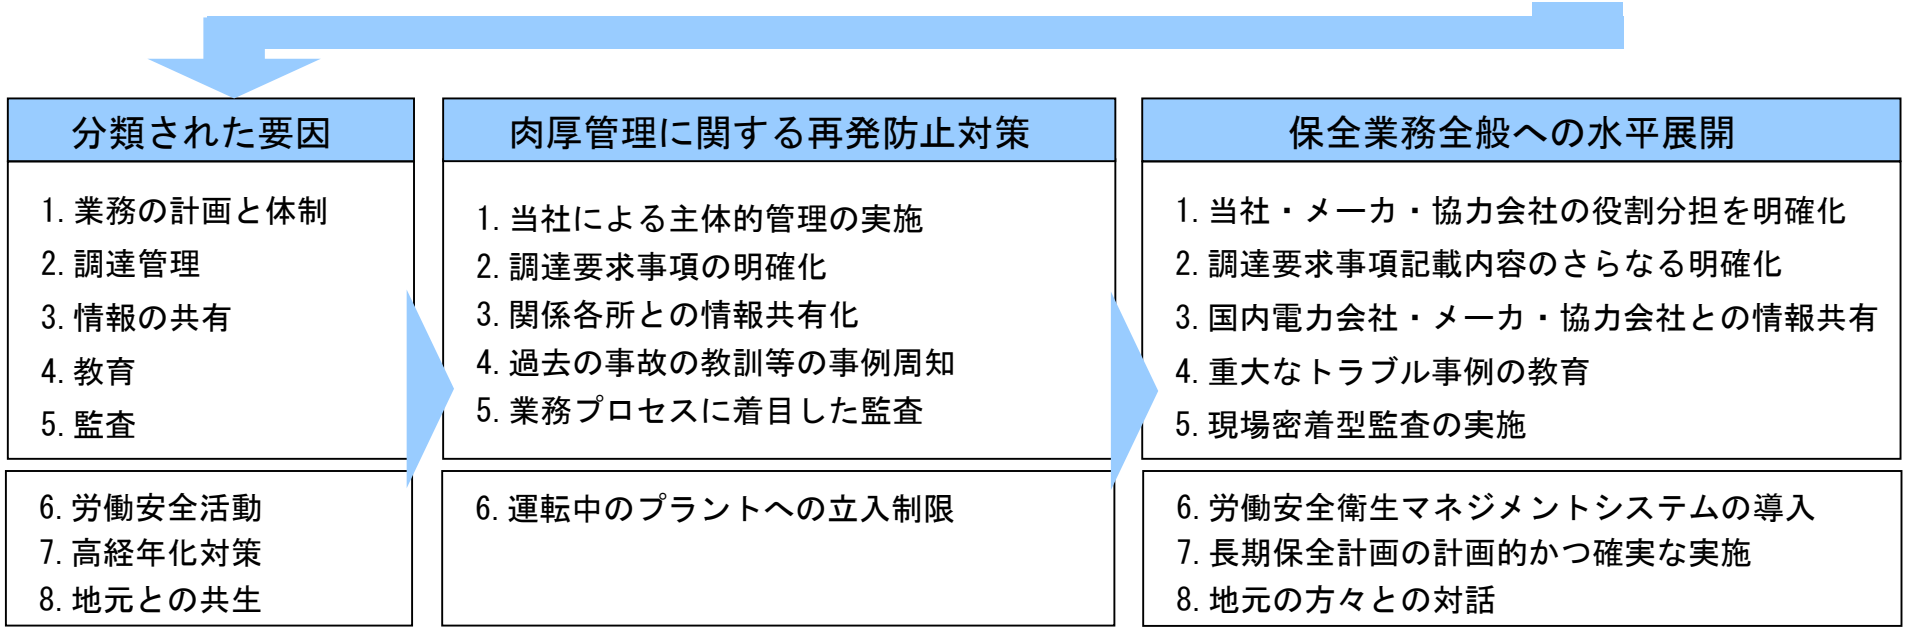 分類された要因
1. 業務の計画と体制
2. 調達管理
3. 情報の共有
4. 教育
5. 監査
6. 労働安全活動
7. 高経年化対策
8. 地元との共生
肉厚管理に関する再発防止対策
1. 当社による主体的管理の実施
2. 調達要求事項の明確化
3. 関係各所との情報共有化
4. 過去の事故の教訓等の事例周知
5. 業務プロセスに着目した監査
6. 運転中のプラントへの立入制限
保全業務全般への水平展開
1. 当社・メーカ・協力会社の役割分担を明確化
2. 調達要求事項記載内容のさらなる明確化
3. 国内電力会社・メーカ・協力会社との情報共有
4. 重大なトラブル事例の教育
5. 現場密着型監査の実施
6. 労働安全衛生マネジメントシステムの導入
7. 長期保全計画の計画的かつ確実な実施
8. 地元の方々との対話